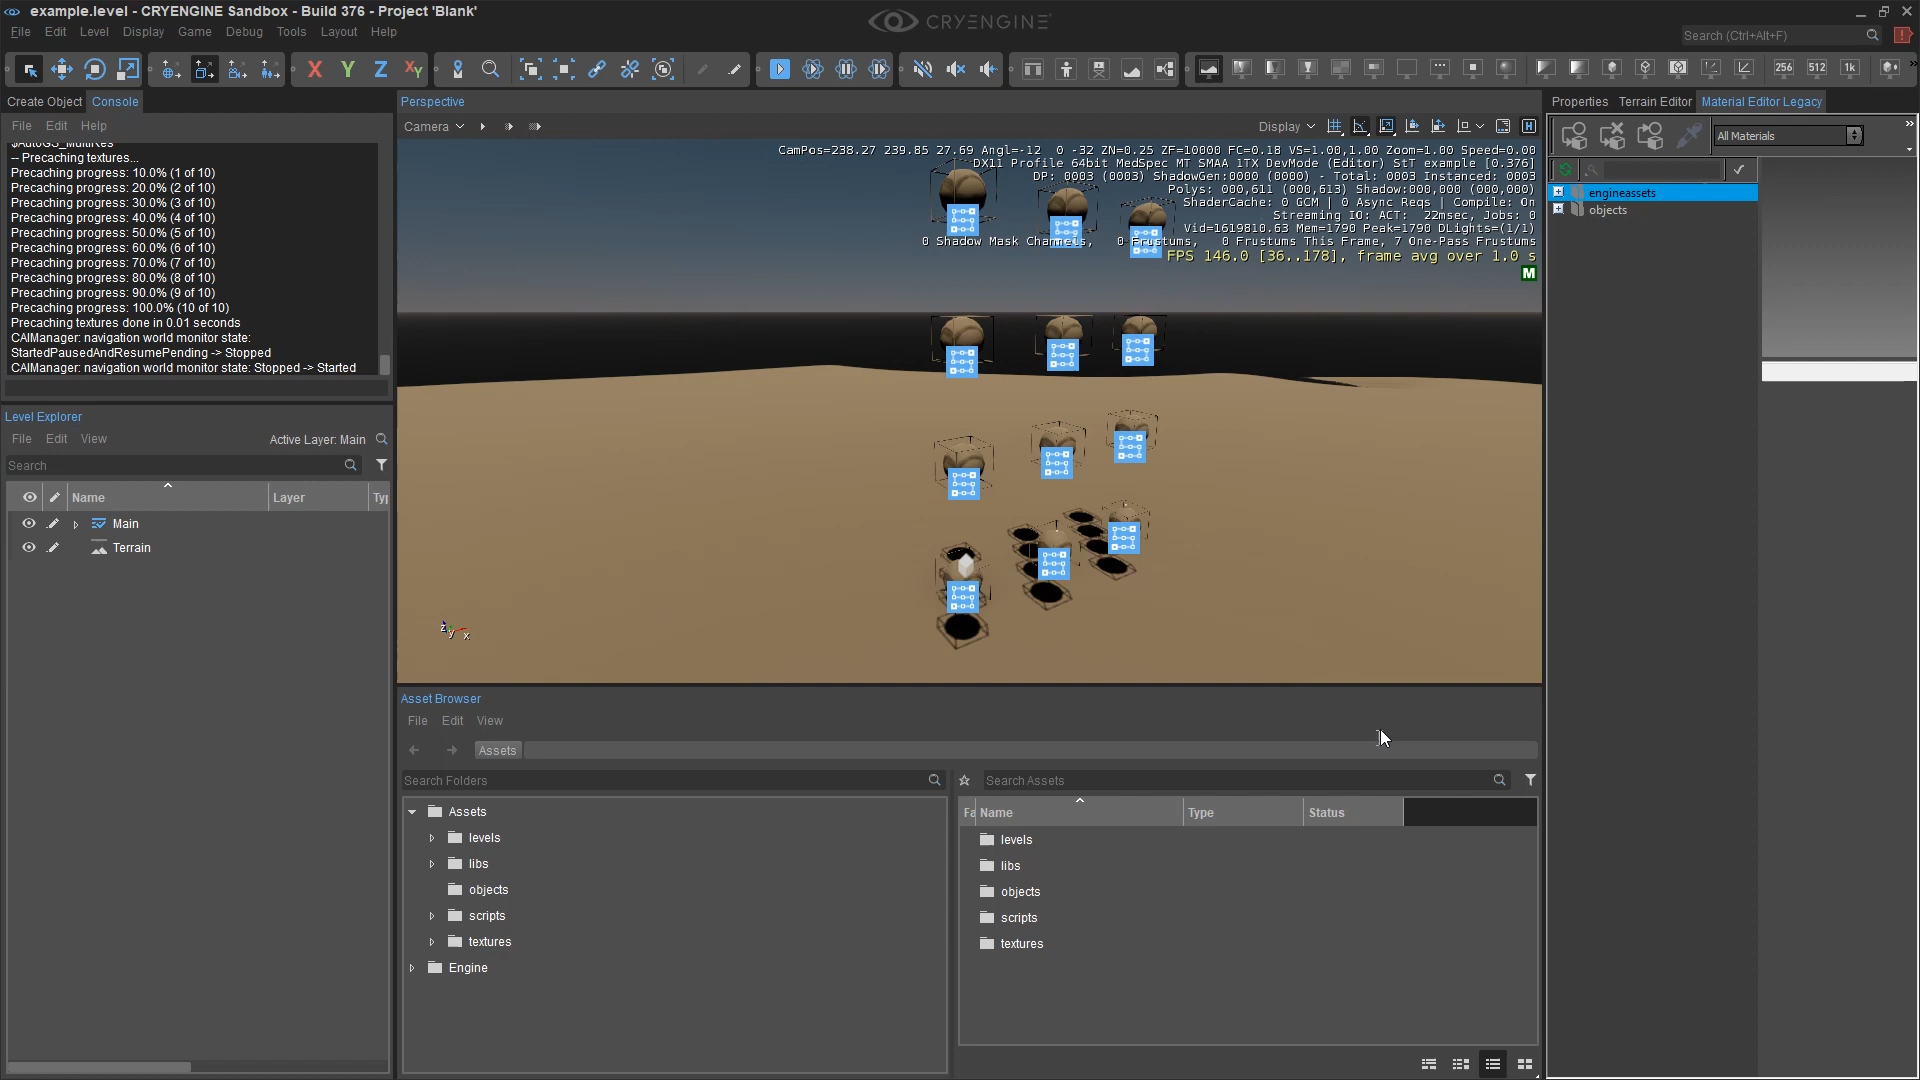 example.level - CRYENGINE Sandbox - Build 376 - Project 'Blank'
CRYENGINE
File Edit Level Display Game Debug Tools Layout Help
Search (Ctrl+Alt+F)
X Y Z XY
256 512 1k
Create Object Console
File Edit Help
$AutoGS_MultiRes
-- Precaching textures...
Precaching progress: 10.0% (1 of 10)
Precaching progress: 20.0% (2 of 10)
Precaching progress: 30.0% (3 of 10)
Precaching progress: 40.0% (4 of 10)
Precaching progress: 50.0% (5 of 10)
Precaching progress: 60.0% (6 of 10)
Precaching progress: 70.0% (7 of 10)
Precaching progress: 80.0% (8 of 10)
Precaching progress: 90.0% (9 of 10)
Precaching progress: 100.0% (10 of 10)
Precaching textures done in 0.01 seconds
CAIManager: navigation world monitor state:
StartedPausedAndResumePending -> Stopped
CAIManager: navigation world monitor state: Stopped -> Started
Level Explorer
File Edit View
Active Layer: Main
Search
Name Layer Typ
Main
Terrain
Perspective
Camera
Display
CamPos=238.27 239.85 27.69 Angl=-12 0 -32 ZN=0.25 ZF=10000 FC=0.18 VS=1.00,1.00 Zoom=1.00 Speed=0.00
DX11 Profile 64bit MedSpec MT SMAA 1TX DevMode (Editor) StT example [0.376]
DP: 0003 (0003) ShadowGen:0000 (0000) - Total: 0003 Instanced: 0003
Polys: 000,611 (000,613) Shadow:000,000 (000,000)
ShaderCache: 0 GCM | 0 Async Reqs | Compile: On
Streaming IO: ACT: 22msec, Jobs: 0
Vid=1619810.63 Mem=1790 Peak=1790 DLights=(1/1)
0 Shadow Mask Channels, 0 Frustums, 0 Frustums This Frame, 7 One-Pass Frustums
FPS 146.0 [36..178], frame avg over 1.0 s
M
z y x
Asset Browser
File Edit View
Assets
Search Folders
Assets
levels
libs
objects
scripts
textures
Engine
Search Assets
Fa Name Type Status
levels
libs
objects
scripts
textures
Properties Terrain Editor Material Editor Legacy
All Materials
engineassets
objects